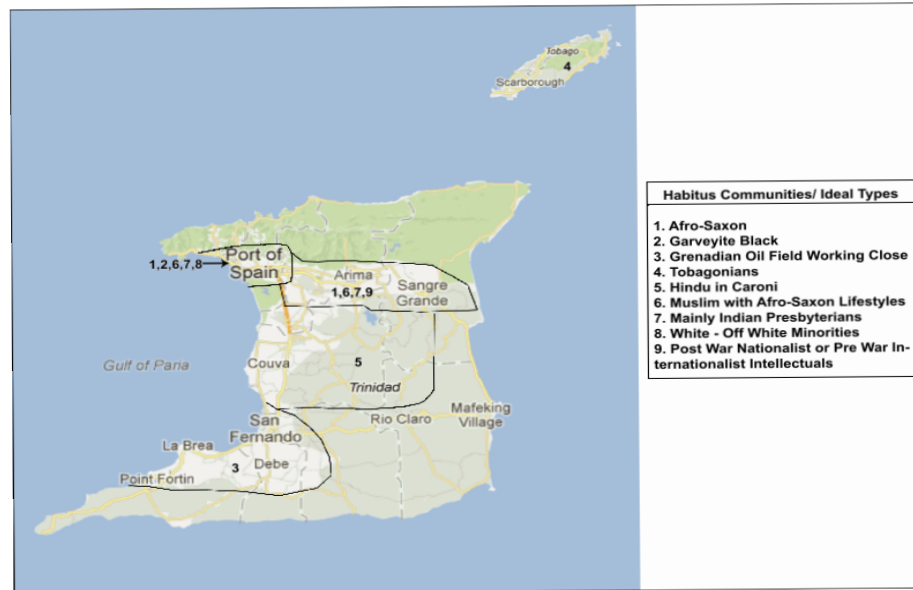 Tobago
4
Scarborough
Port of
Spain
1,2,6,7,8
Arima
1,6,7,9
Sangre
Grande
Gulf of Pana
Couva
5
Trinidad
San
Fernando
Rio Claro
Mafeking
Village
La Brea
3
Debe
Point Fortin
Habitus Communities/ Ideal Types
1. Afro-Saxon
2. Garveyite Black
3. Grenadian Oil Field Working Close
4. Tobagonians
5. Hindu in Caroni
6. Muslim with Afro-Saxon Lifestyles
7. Mainly Indian Presbyterians
8. White - Off White Minorities
9. Post War Nationalist or Pre War In-
ternationalist Intellectuals